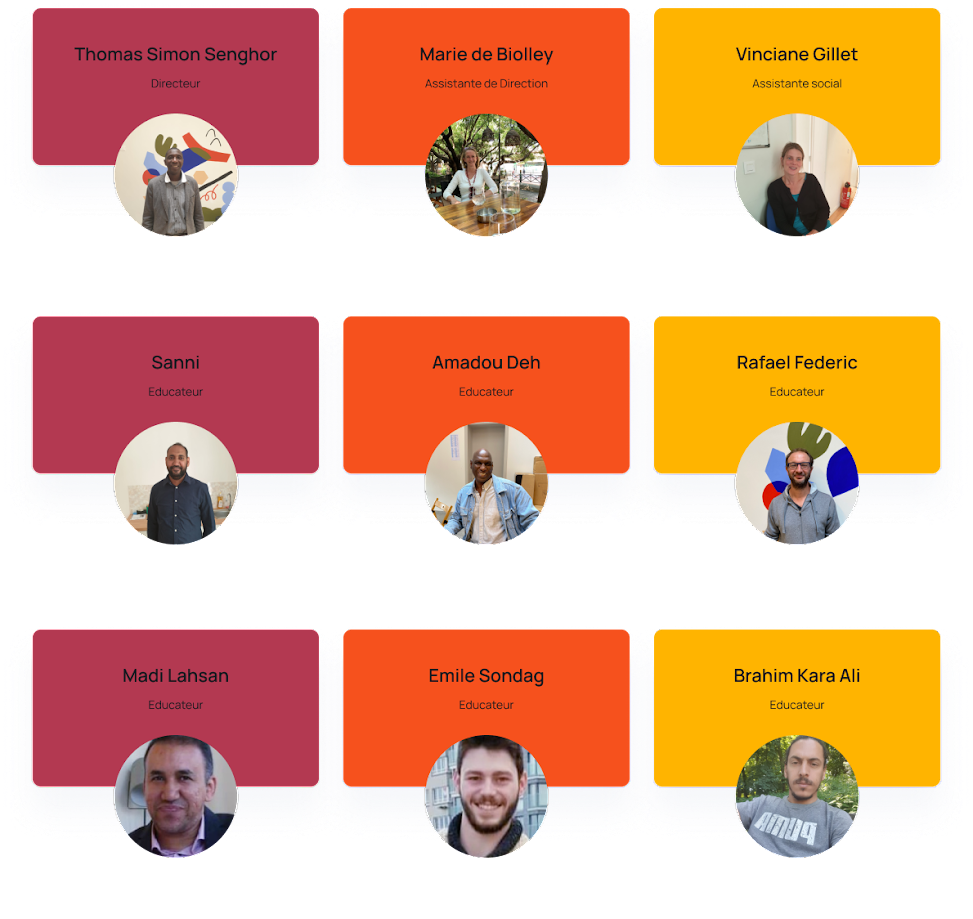 Thomas Simon Senghor
Directeur
Marie de Biolley
Assistante de Direction
Vinciane Gillet
Assistante social
Sanni
Educateur
Amadou Deh
Educateur
Rafael Federic
Educateur
Madi Lahsan
Educateur
Emile Sondag
Educateur
Brahim Kara Ali
Educateur
PUMA